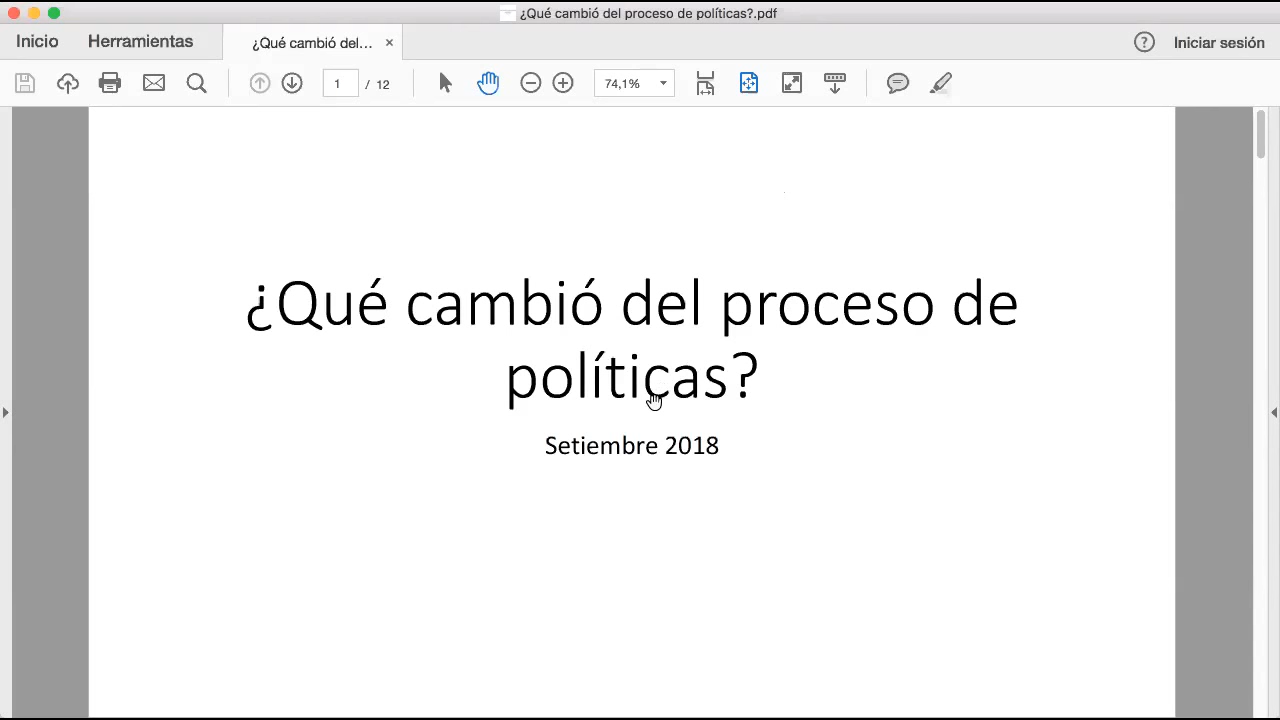 ¿Qué cambió del proceso de políticas?.pdf
Inicio Herramientas ¿Qué cambió del... × ? Iniciar sesión
1 / 12 74,1%
¿Qué cambió del proceso de
políticas?
Setiembre 2018